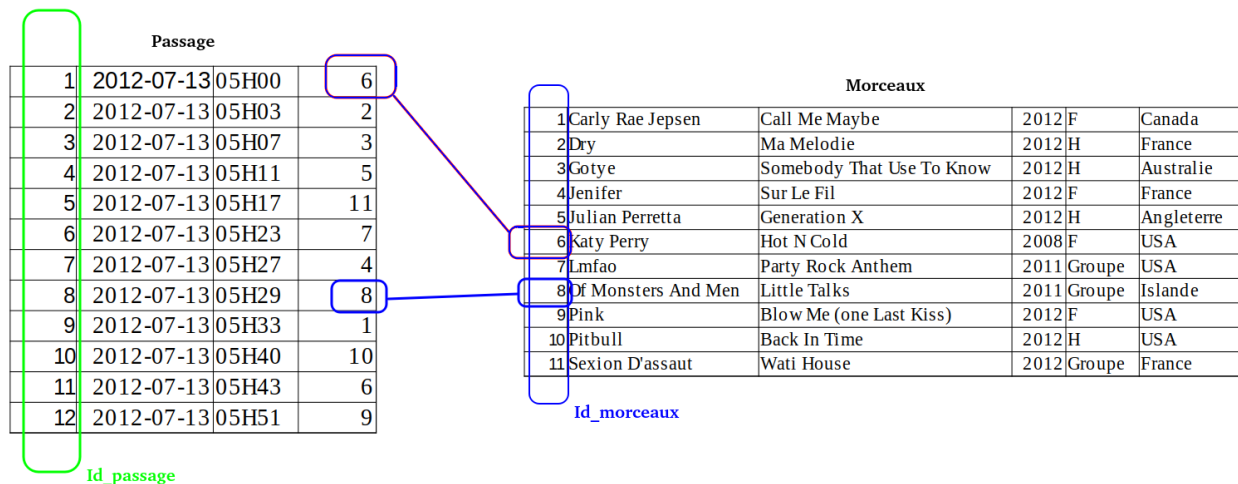 Passage
1 2012-07-13 05H00 6
2 2012-07-13 05H03 2
3 2012-07-13 05H07 3
4 2012-07-13 05H11 5
5 2012-07-13 05H17 11
6 2012-07-13 05H23 7
7 2012-07-13 05H27 4
8 2012-07-13 05H29 8
9 2012-07-13 05H33 1
10 2012-07-13 05H40 10
11 2012-07-13 05H43 6
12 2012-07-13 05H51 9
Id_passage
Morceaux
1 Carly Rae Jepsen Call Me Maybe 2012 F Canada
2 Dry Ma Melodie 2012 H France
3 Gotye Somebody That Use To Know 2012 H Australie
4 Jenifer Sur Le Fil 2012 F France
5 Julian Perretta Generation X 2012 H Angleterre
6 Katy Perry Hot N Cold 2008 F USA
7 Lmfao Party Rock Anthem 2011 Groupe USA
8 Of Monsters And Men Little Talks 2011 Groupe Islande
9 Pink Blow Me (one Last Kiss) 2012 F USA
10 Pitbull Back In Time 2012 H USA
11 Sexion D'assaut Wati House 2012 Groupe France
Id_morceaux